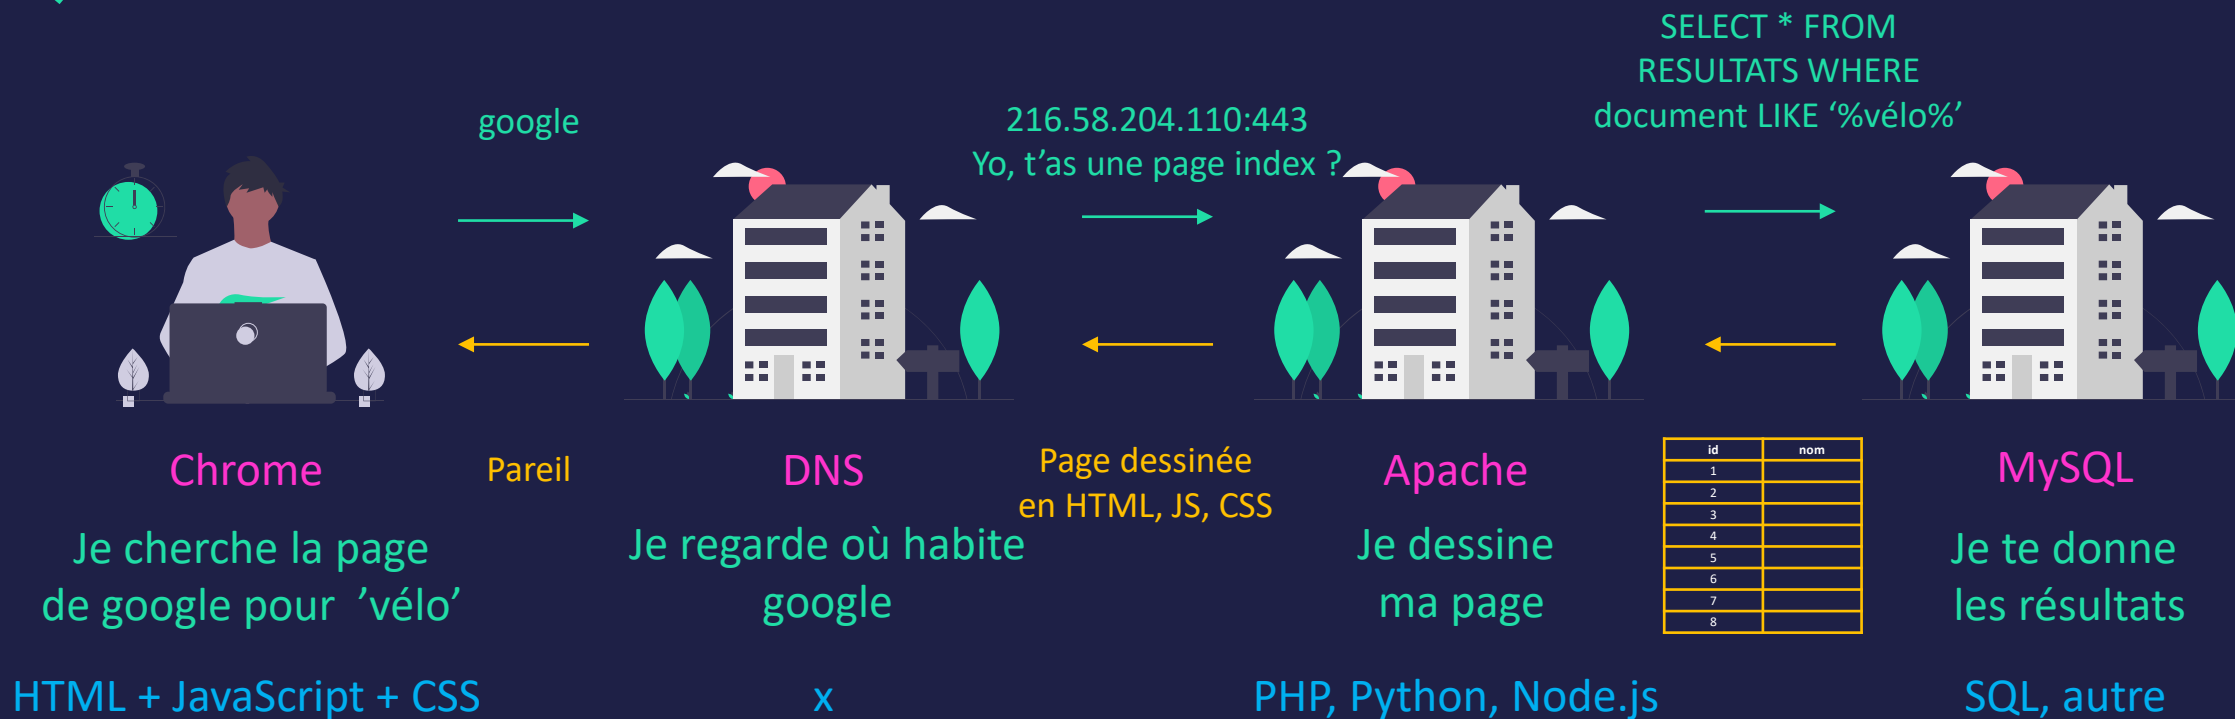 SELECT * FROM
RESULTATS WHERE
document LIKE ‘%vélo%’
google
216.58.204.110:443
Yo, t’as une page index ?
Chrome
Pareil
DNS
Page dessinée
en HTML, JS, CSS
Apache
id nom
1
2
3
4
5
6
7
8
MySQL
Je cherche la page
de google pour ’vélo’
Je regarde où habite
google
Je dessine
ma page
Je te donne
les résultats
HTML + JavaScript + CSS
x
PHP, Python, Node.js
SQL, autre